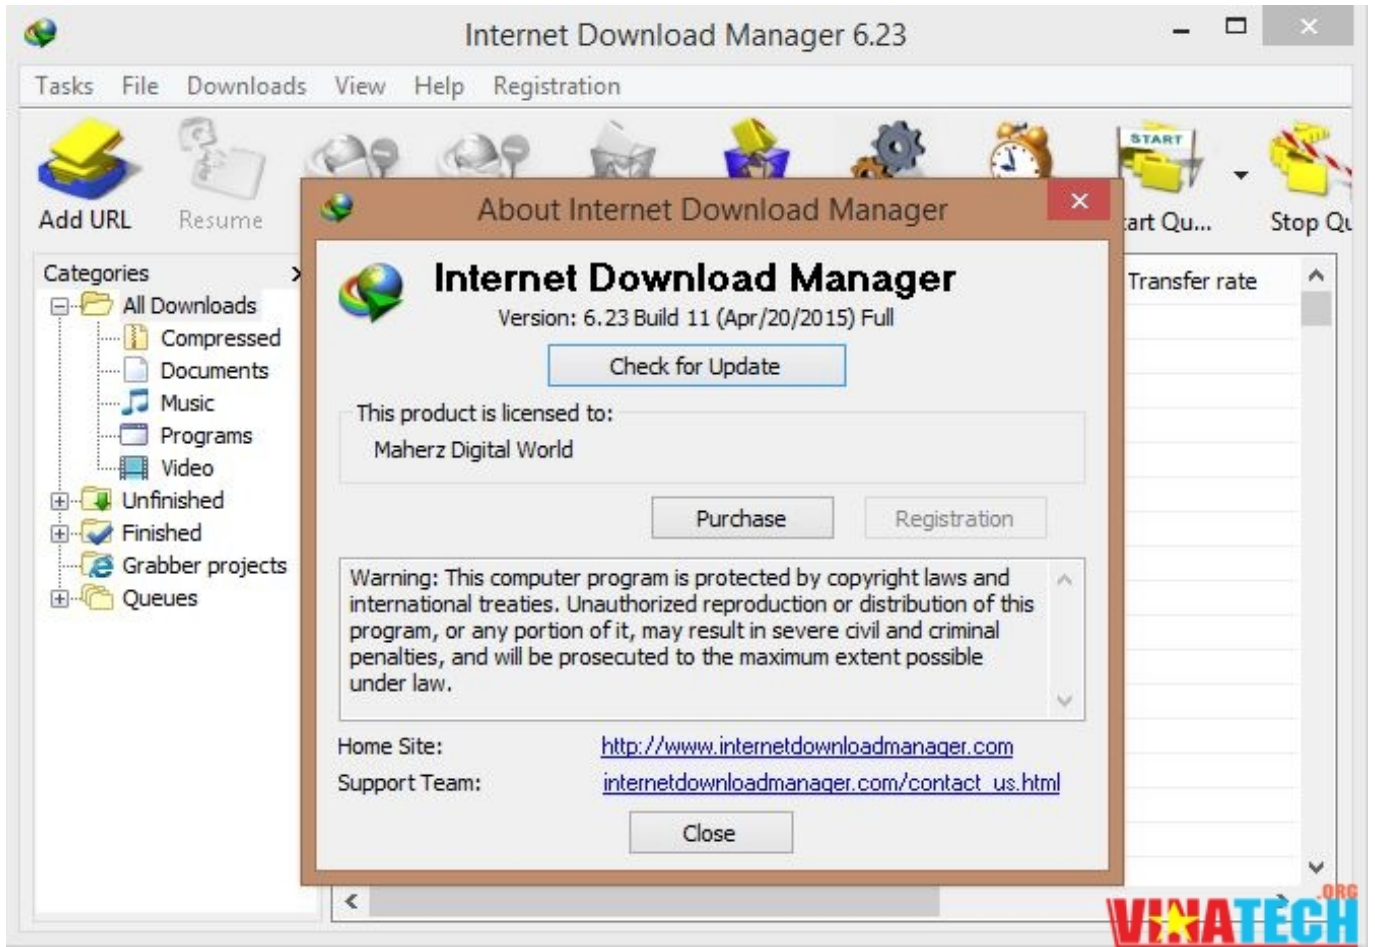 Internet Download Manager 6.23
Tasks File Downloads View Help Registration
START
Add URL Resume art Qu... Stop Qu
About Internet Download Manager
Categories
All Downloads
Compressed
Documents
Music
Programs
Video
Unfinished
Finished
Grabber projects
Queues
Transfer rate
Internet Download Manager
Version: 6.23 Build 11 (Apr/20/2015) Full
Check for Update
This product is licensed to:
Maherz Digital World
Purchase Registration
Warning: This computer program is protected by copyright laws and
international treaties. Unauthorized reproduction or distribution of this
program, or any portion of it, may result in severe civil and criminal
penalties, and will be prosecuted to the maximum extent possible
under law.
Home Site: http://www.internetdownloadmanager.com
Support Team: internetdownloadmanager.com/contact_us.html
Close
VINATECH.ORG